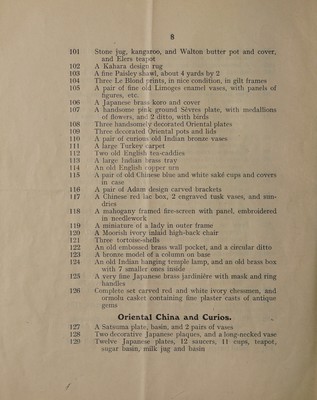 8
101 Stone jug, kangaroo, and Walton butter pot and cover,
and Elers teapot
102 A Kahara design rug
103 A fine Paisley shawl, about 4 yards by 2
104 Three Le Blond prints, in nice condition, in gilt frames
105 A pair of fine old Limoges enamel vases, with panels of
figures, etc.
106 A Japanese brass koro and cover
107 A handsome pink ground Sèvres plate, with medallions
of flowers, and 2 ditto, with birds
108 Three handsomely decorated Oriental plates
109 Three decorated Oriental pots and lids
110 A pair of curious old Indian bronze vases
111 A large Turkey carpet
112 Two old English tea-caddies
113 A large Indian brass tray
114 An old English copper urn
115 A pair of old Chinese blue and white saké cups and covers
in case
116 A pair of Adam design carved brackets
117 A Chinese red lac box, 2 engraved tusk vases, and sun-
dries
118 A mahogany framed fire-screen with panel, embroidered
in needlework
119 A miniature of a lady in outer frame
120 A Moorish ivory inlaid high-back chair
121 Three tortoise-shells
122 An old embossed brass wall pocket, and a circular ditto
123 A bronze model of a column on base
124 An old Indian hanging temple lamp, and an old brass box
with 7 smaller ones inside
125 A very fine Japanese brass jardinière with mask and ring
handles
126 Complete set carved red and white ivory chessmen, and
ormolu casket containing fine plaster casts of antique
gems
Oriental China and Curios.
127 A Satsuma plate, basin, and 2 pairs of vases
128 Two decorative Japanese plaques, and a long-necked vase
129 Twelve Japanese plates, 12 saucers, 11 cups, teapot,
sugar basin, milk jug and basin